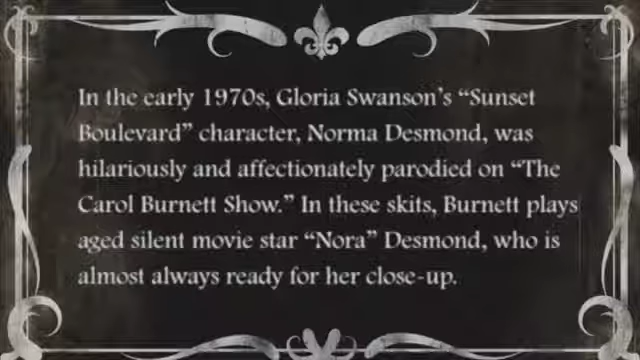 In the early 1970s, Gloria Swanson's “Sunset
Boulevard” character, Norma Desmond, was
hilariously and affectionately parodied on “The
Carol Burnett Show.” In these skits, Burnett plays
aged silent movie star “Nora” Desmond, who is
almost always ready for her close-up.